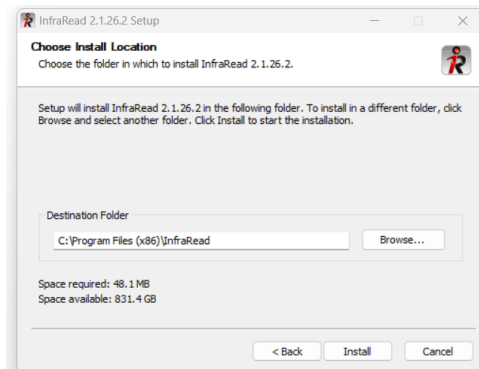 InfraRead 2.1.26.2 Setup
Choose Install Location
Choose the folder in which to install InfraRead 2.1.26.2.
Setup will install InfraRead 2.1.26.2 in the following folder. To install in a different folder, click
Browse and select another folder. Click Install to start the installation.
Destination Folder
C:\Program Files (x86)\InfraRead
Browse...
Space required: 48.1 MB
Space available: 831.4 GB
< Back
Install
Cancel